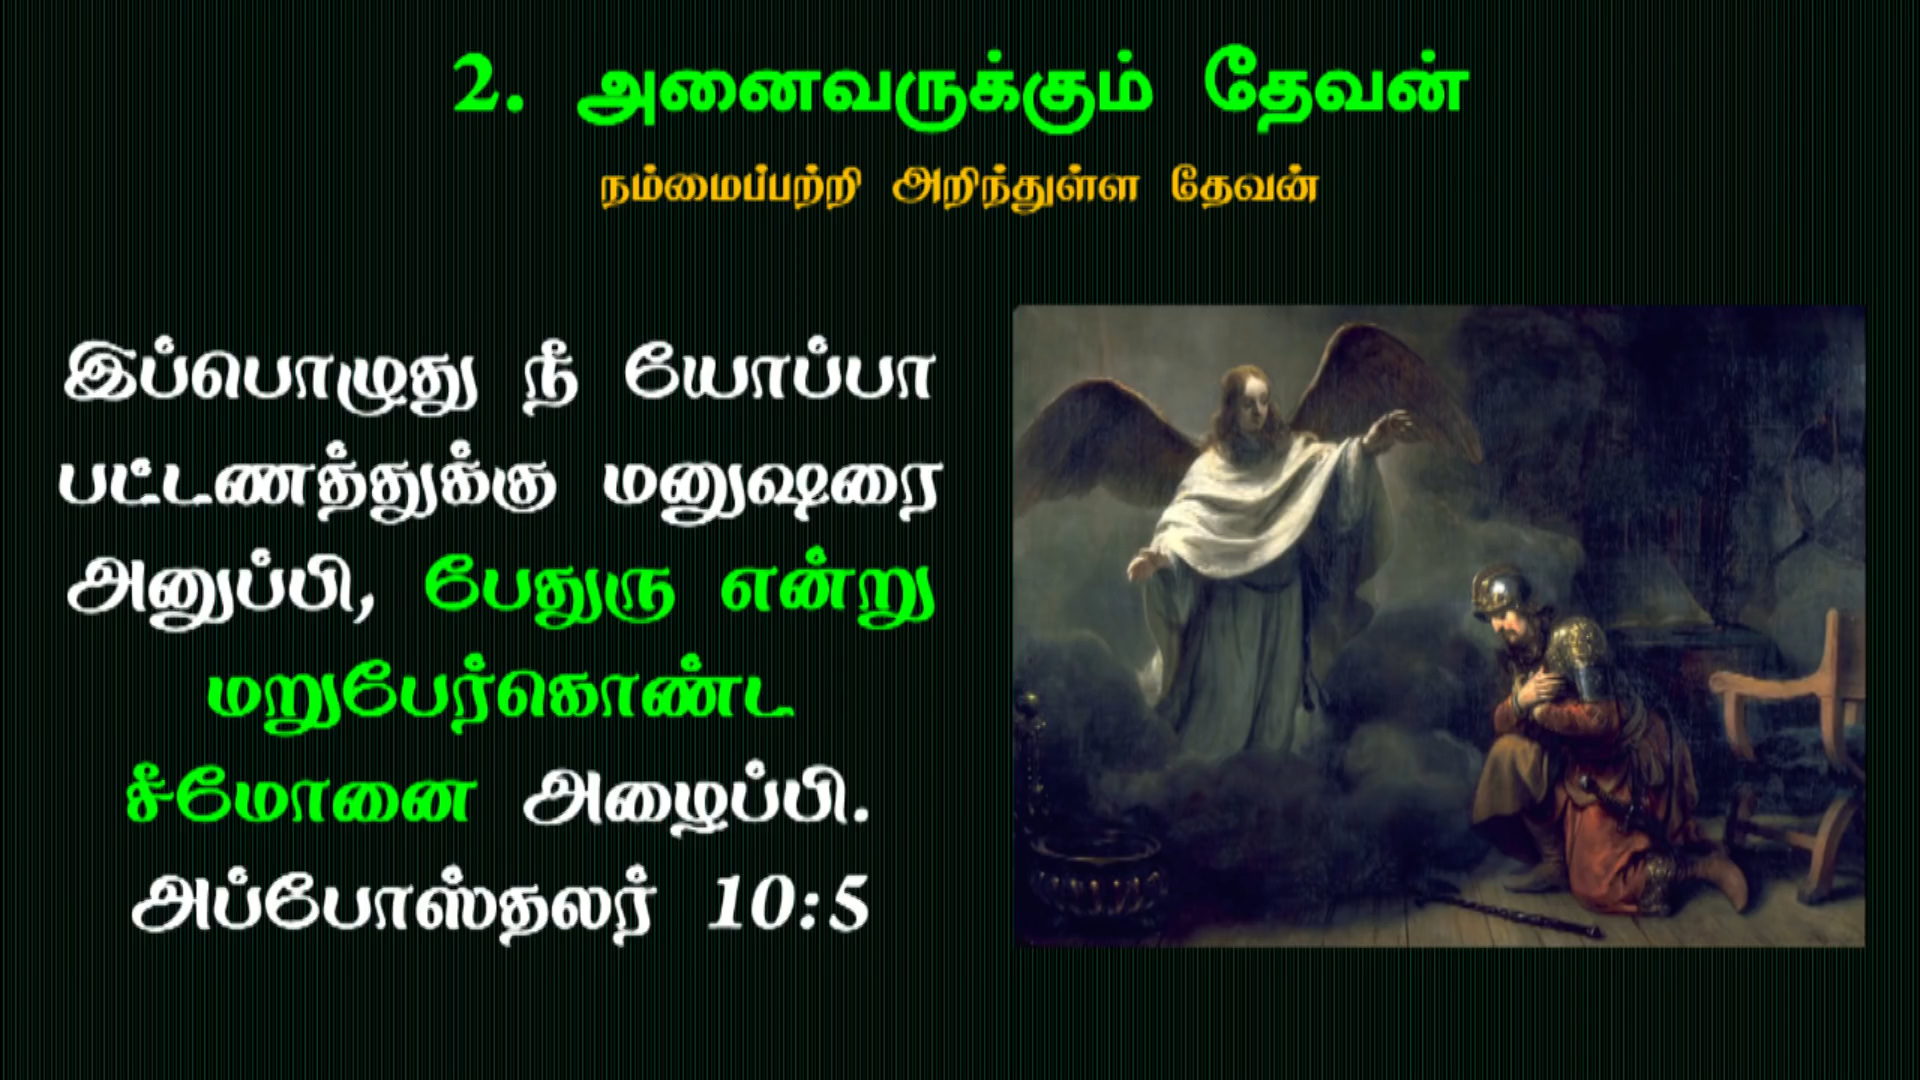 2. அனைவருக்கும் தேவன்
நம்மைப்பற்றி அறிந்துள்ள தேவன்
இப்பொழுது நீ யோப்பா
பட்டணத்துக்கு மனுஷரை
அனுப்பி, பேதுரு என்று
மறுபேர்கொண்ட
சீமோனை அழைப்பி.
அப்போஸ்தலர் 10:5